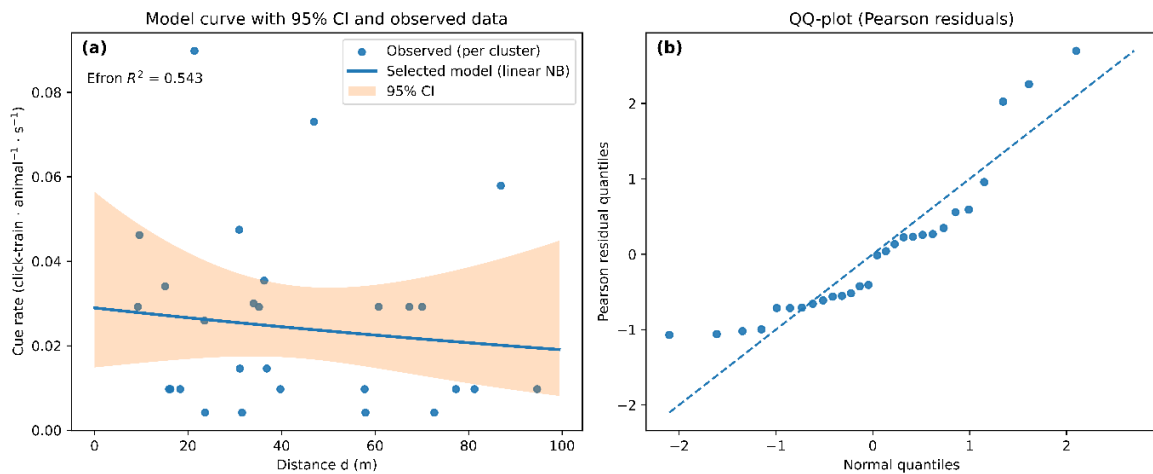 Model curve with 95% CI and observed data
(a)
Efron R² = 0.543
Observed (per cluster)
Selected model (linear NB)
95% CI
Cue rate (click-train · animal⁻¹ · s⁻¹)
0.08
0.06
0.04
0.02
0.00
0
20
40
60
80
100
Distance d (m)
QQ-plot (Pearson residuals)
(b)
Pearson residual quantiles
2
1
0
−1
−2
−2
−1
0
1
2
Normal quantiles